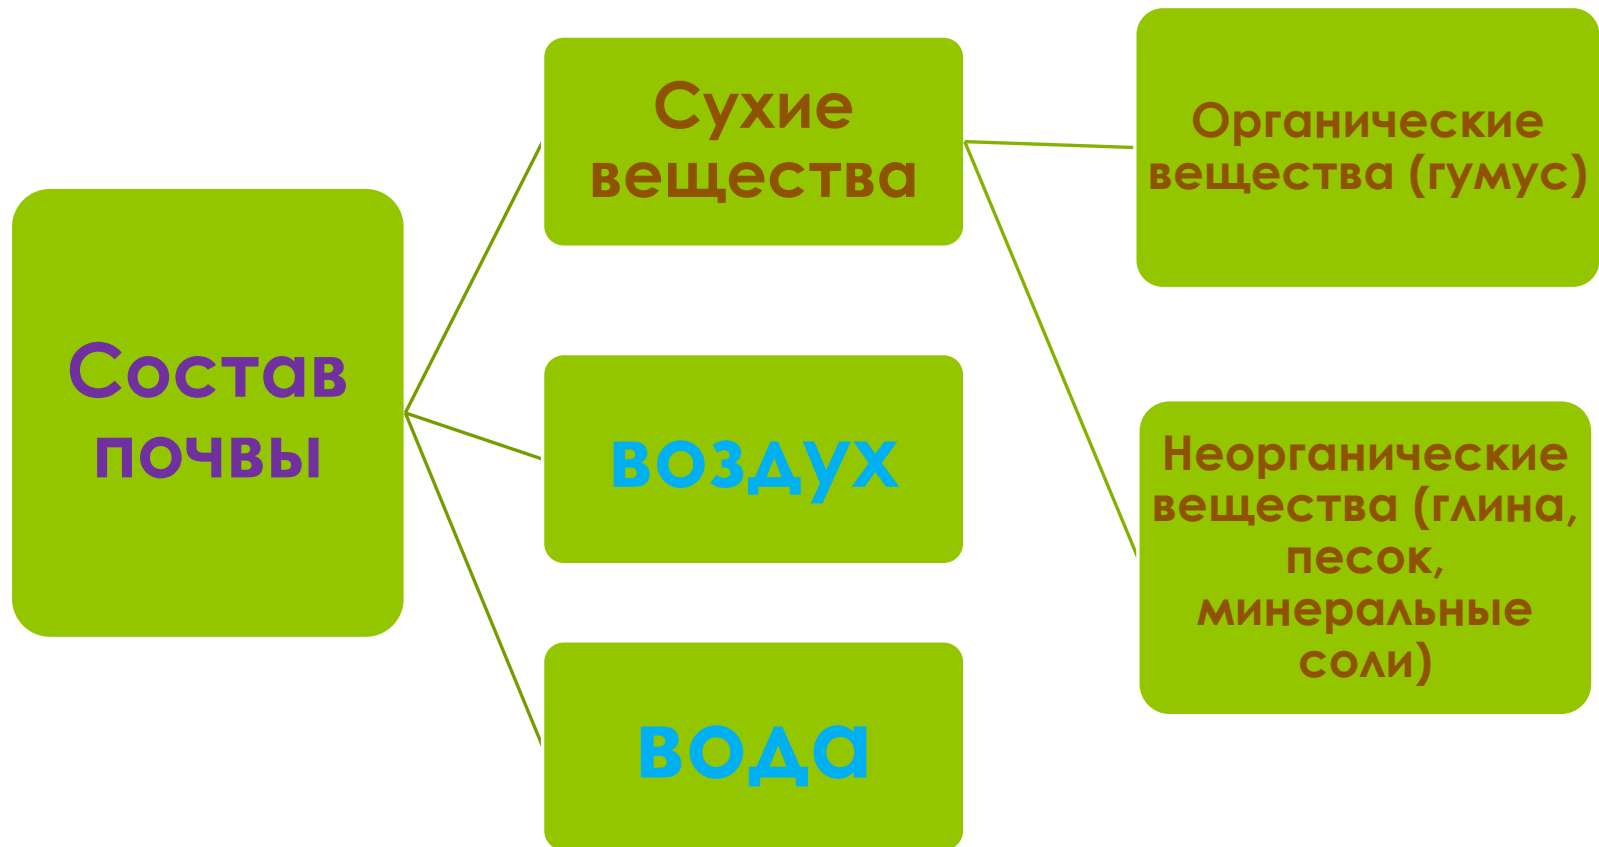 Состав
почвы
Сухие
вещества
воздух
вода
Органические
вещества (гумус)
Неорганические
вещества (глина,
песок,
минеральные
соли)